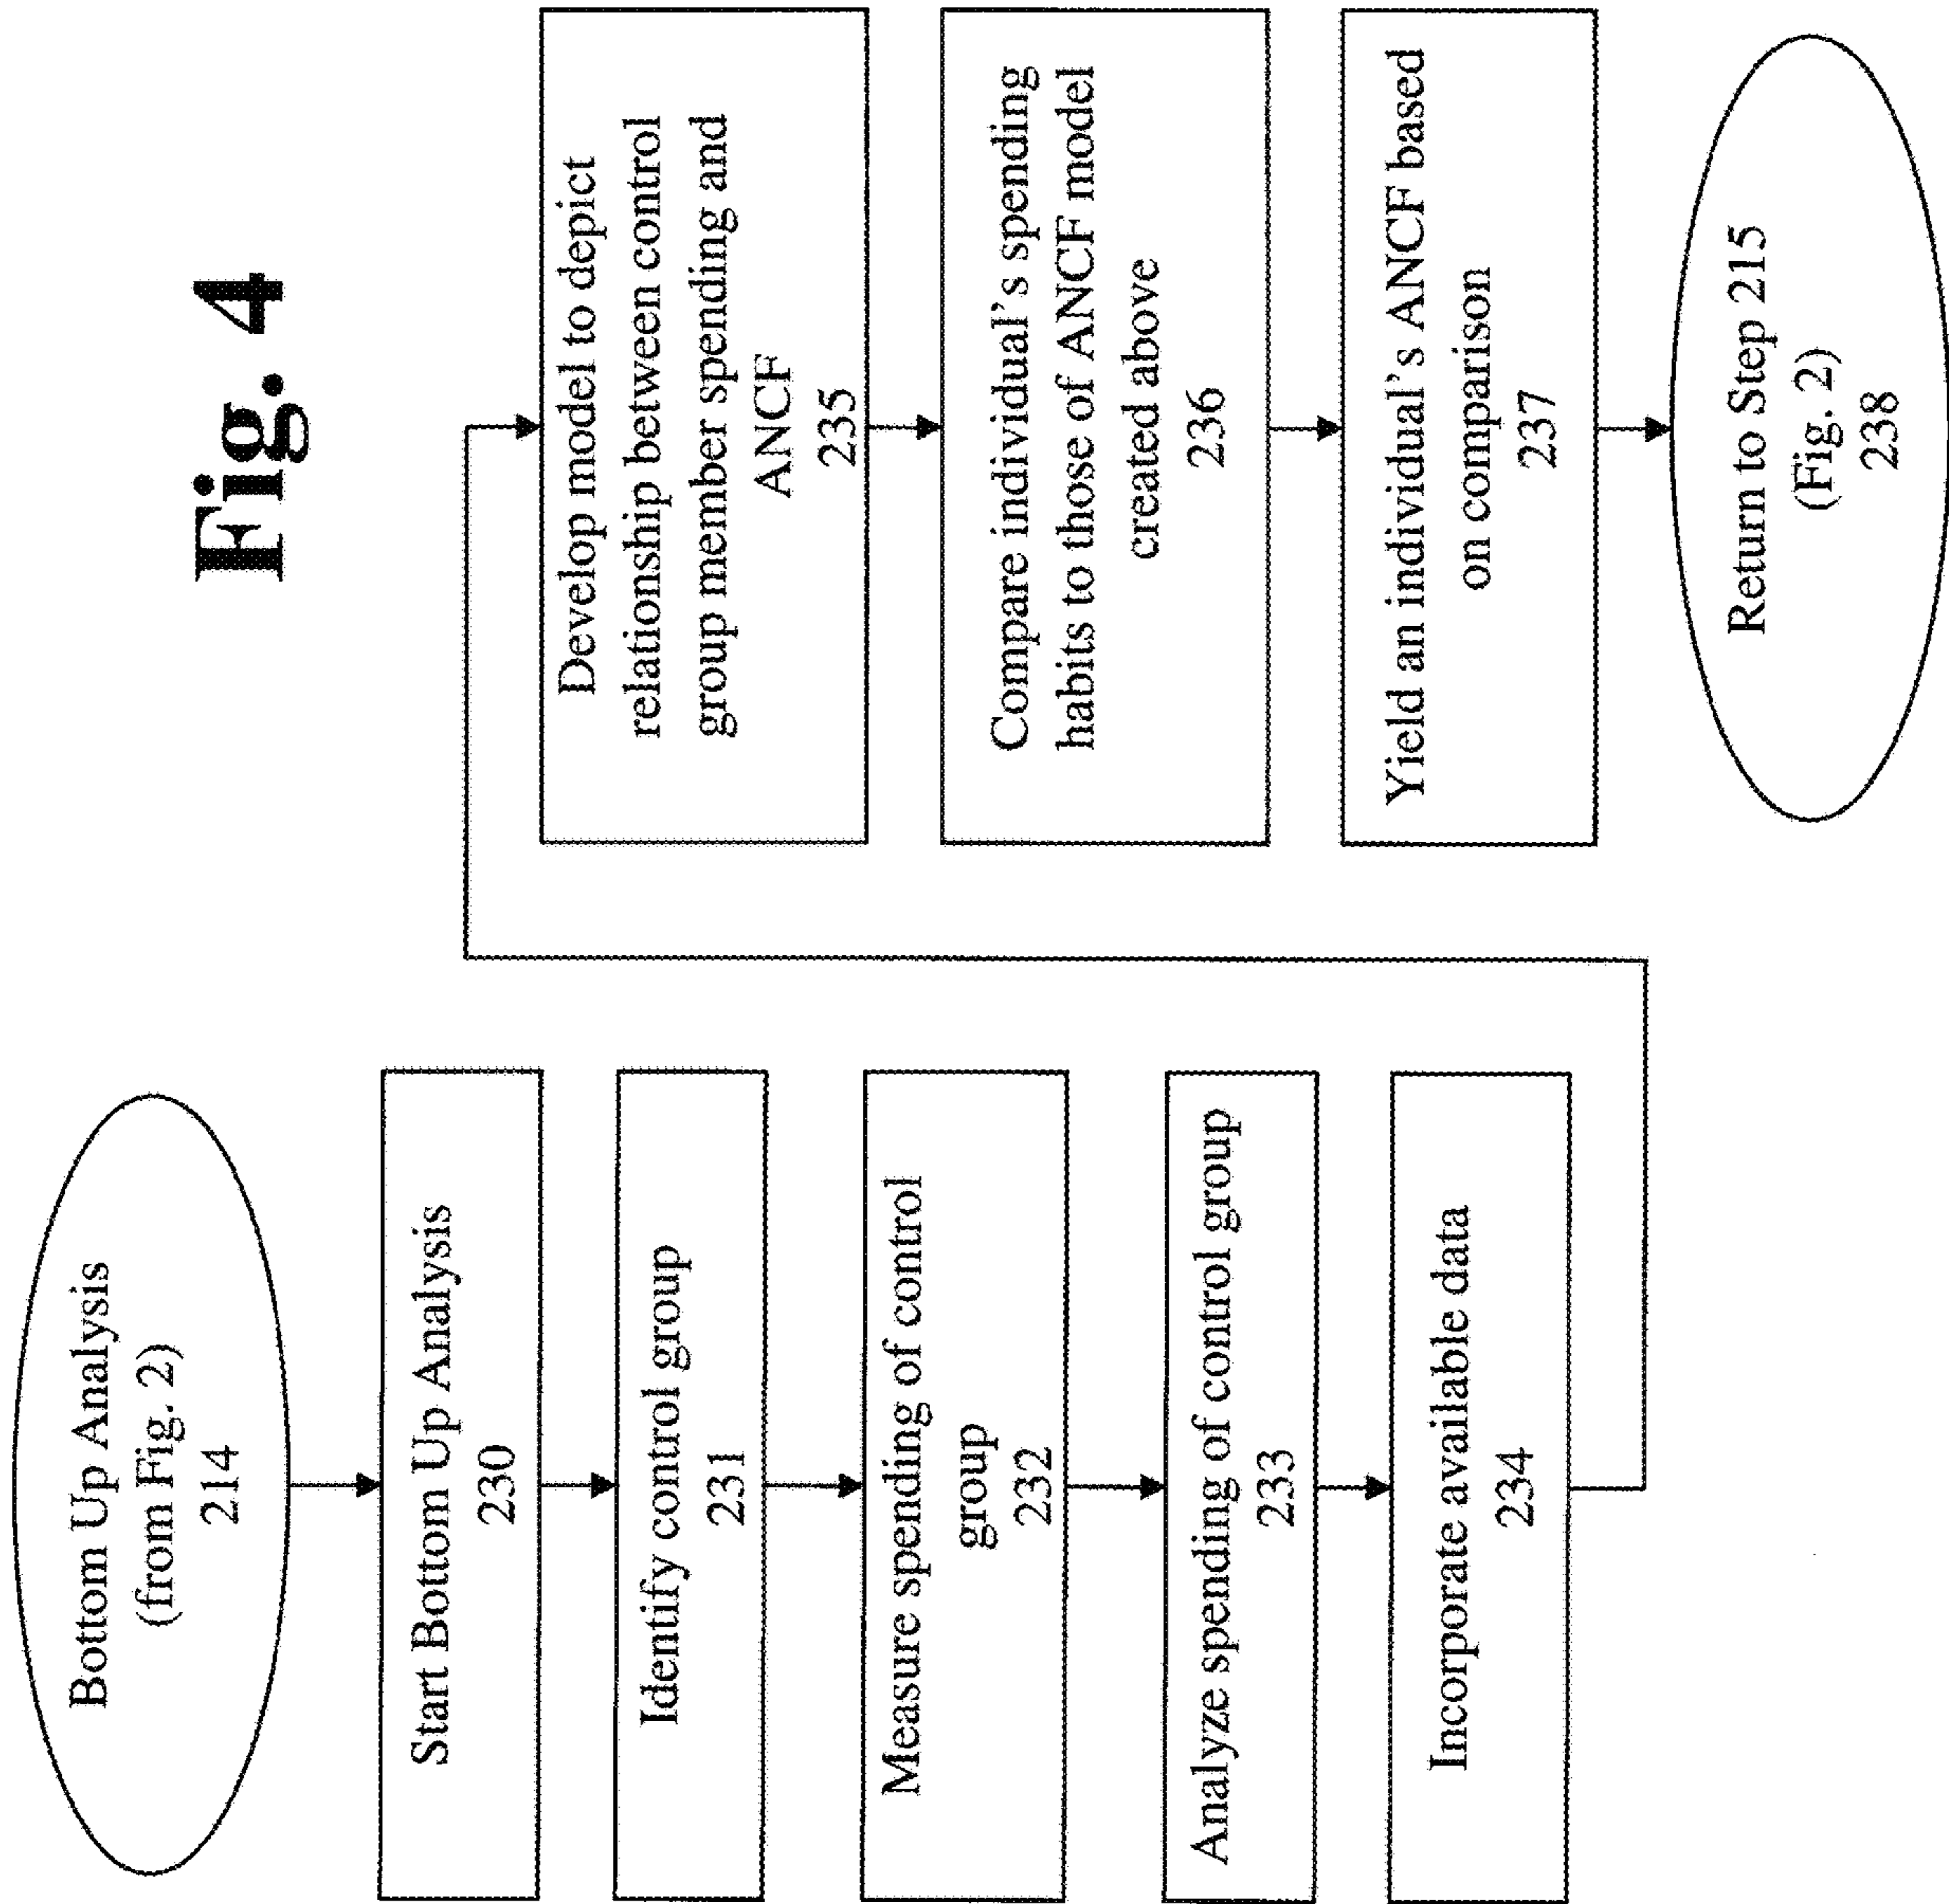 Fig. 4
Bottom Up Analysis
(from Fig. 2)
214
Start Bottom Up Analysis
230
Identify control group
231
Measure spending of control
group
232
Analyze spending of control group
233
Incorporate available data
234
Develop model to depict
relationship between control
group member spending and
ANCF
235
Compare individual's spending
habits to those of ANCF model
created above
236
Yield an individual's ANCF based
on comparison
237
Return to Step 215
(Fig. 2)
238